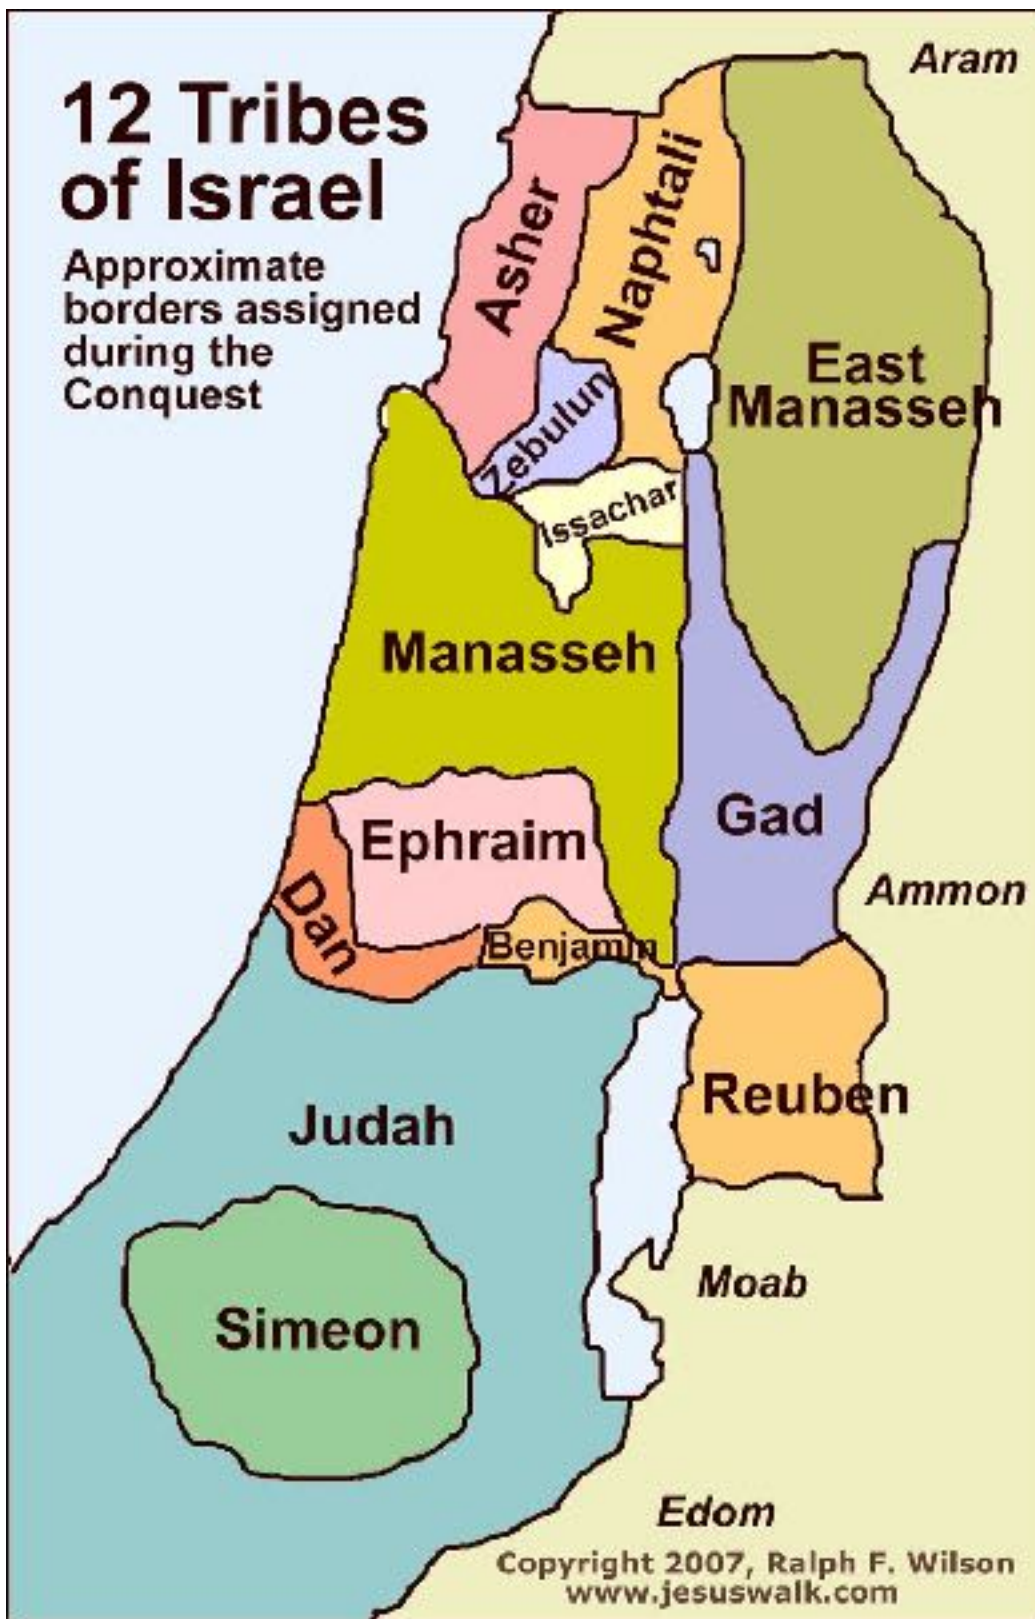 12 Tribes
of Israel
Approximate
borders assigned
during the
Conquest
Aram
Asher
Naphtali
East
Manasseh
Zebulun
Issachar
Manasseh
Gad
Ephraim
Dan
Benjamin
Ammon
Reuben
Judah
Moab
Simeon
Edom
Copyright 2007, Ralph F. Wilson
www.jesuswalk.com